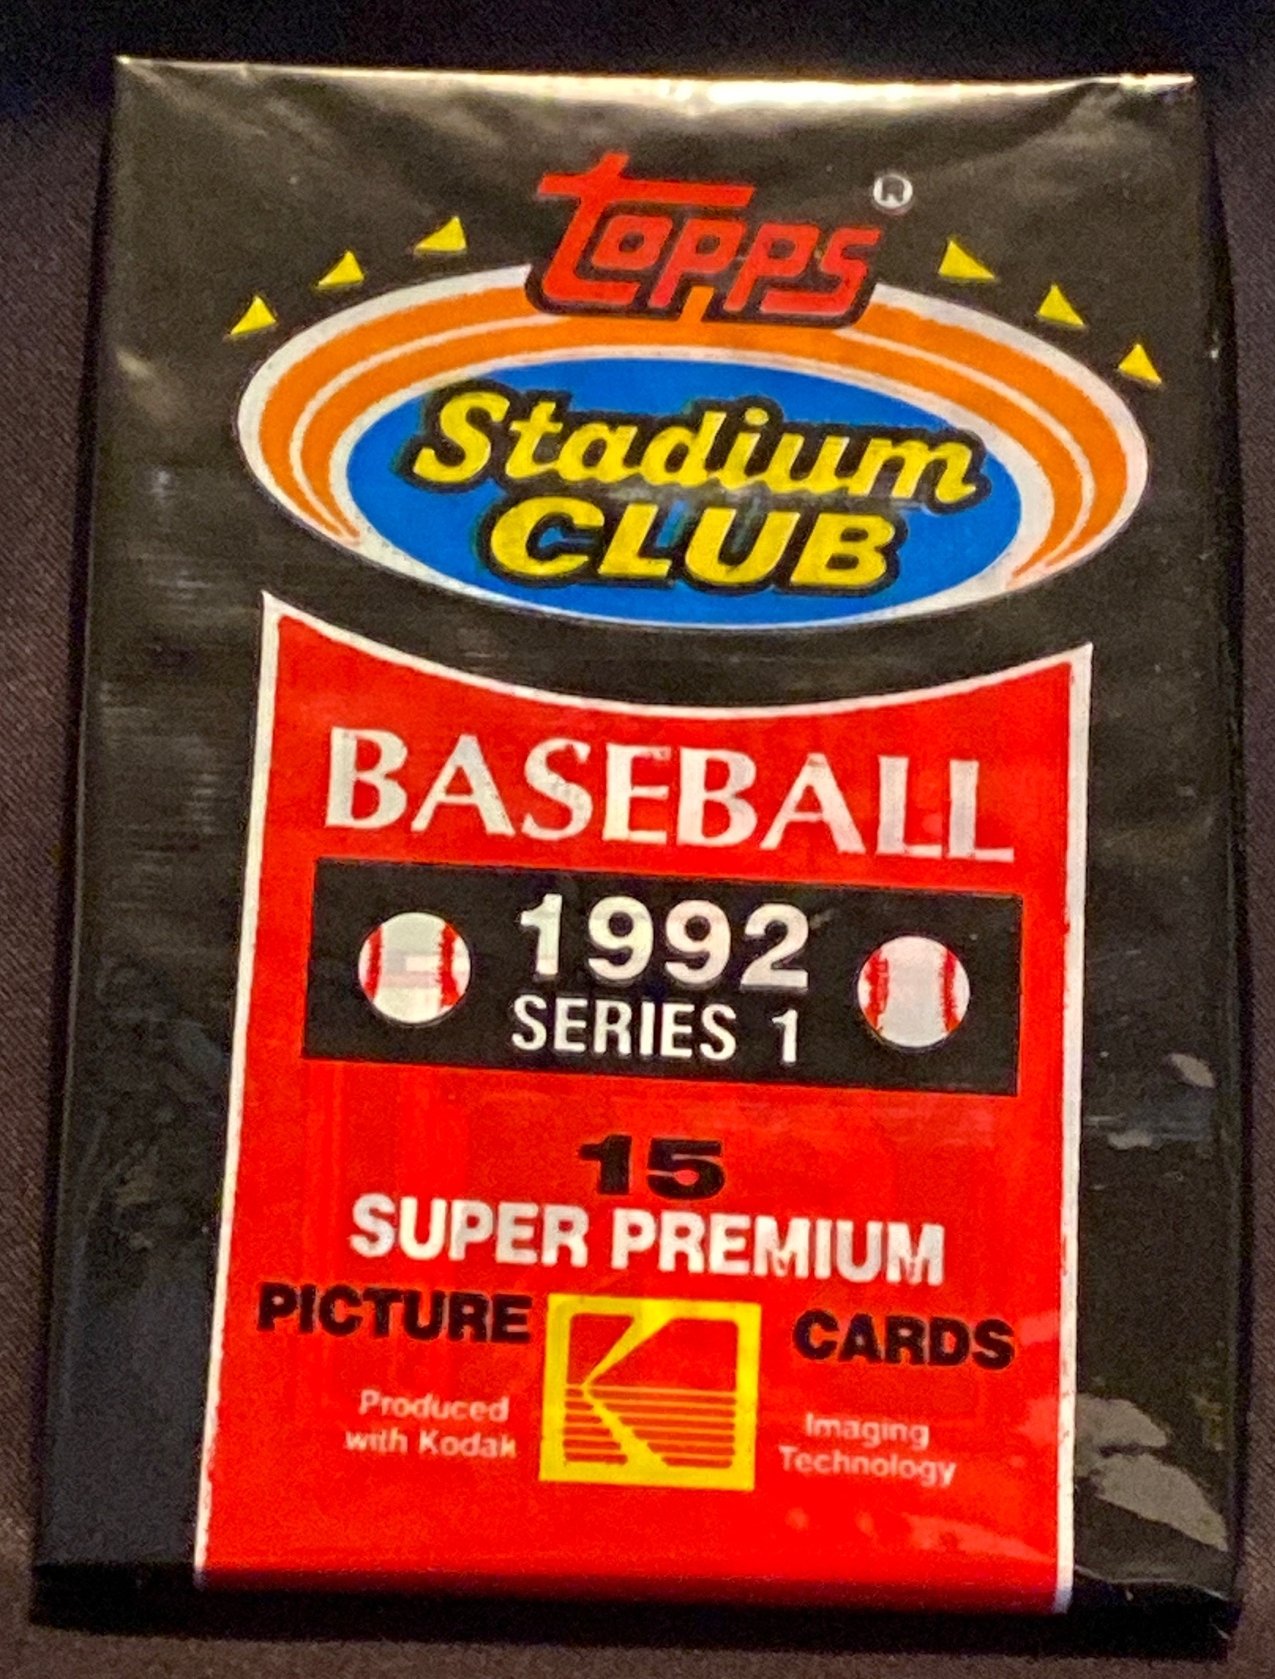 Topps ®
Stadium
CLUB
BASEBALL
1992
SERIES 1
15
SUPER PREMIUM
PICTURE CARDS
Produced
with Kodak
Imaging
Technology